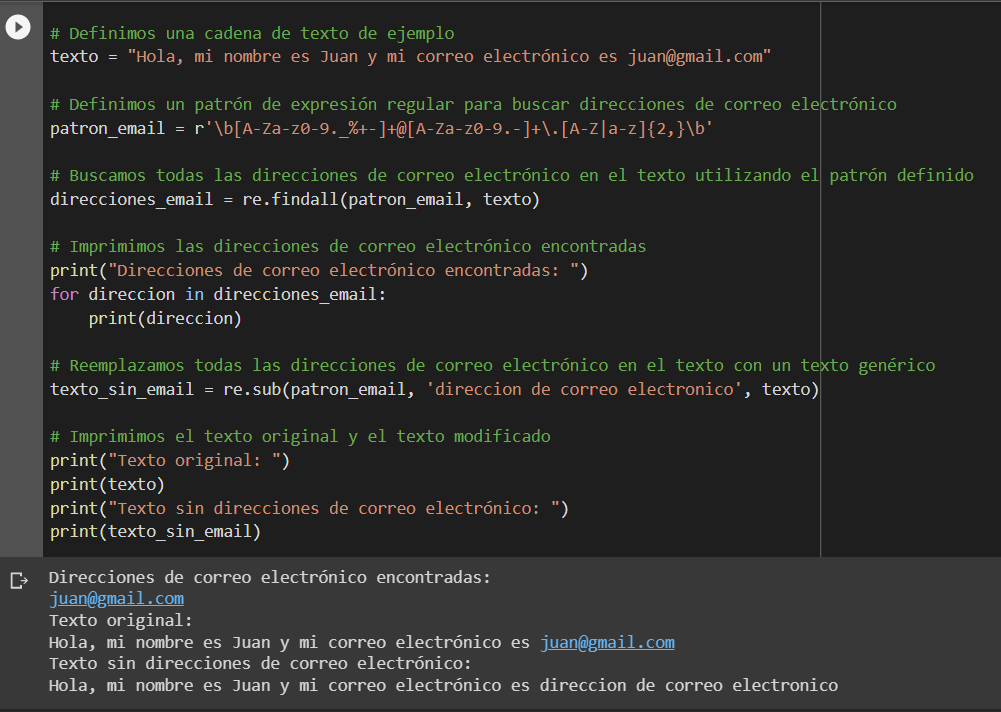 # Definimos una cadena de texto de ejemplo
texto = "Hola, mi nombre es Juan y mi correo electrónico es juan@gmail.com"
# Definimos un patrón de expresión regular para buscar direcciones de correo electrónico
patron_email = r'\b[A-Za-z0-9._%+-]+@[A-Za-z0-9.-]+\.[A-Z|a-z]{2,}\b'
# Buscamos todas las direcciones de correo electrónico en el texto utilizando el patrón definido
direcciones_email = re.findall(patron_email, texto)
# Imprimimos las direcciones de correo electrónico encontradas
print("Direcciones de correo electrónico encontradas: ")
for direccion in direcciones_email:
    print(direccion)
# Reemplazamos todas las direcciones de correo electrónico en el texto con un texto genérico
texto_sin_email = re.sub(patron_email, 'direccion de correo electronico', texto)
# Imprimimos el texto original y el texto modificado
print("Texto original: ")
print(texto)
print("Texto sin direcciones de correo electrónico: ")
print(texto_sin_email)
Direcciones de correo electrónico encontradas:
juan@gmail.com
Texto original:
Hola, mi nombre es Juan y mi correo electrónico es juan@gmail.com
Texto sin direcciones de correo electrónico:
Hola, mi nombre es Juan y mi correo electrónico es direccion de correo electronico